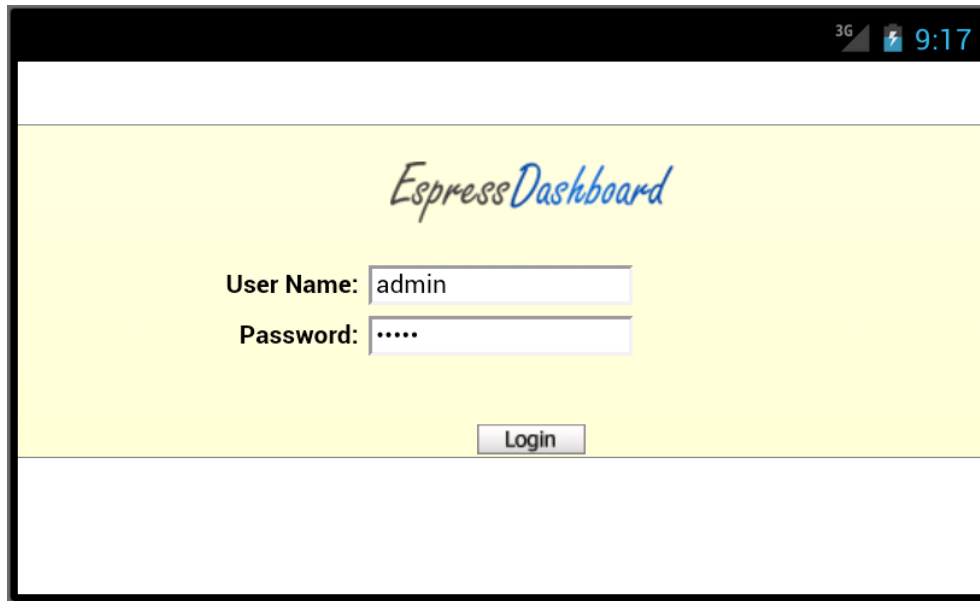 3G 9:17
EspressDashboard
User Name: admin
Password: •••••
Login